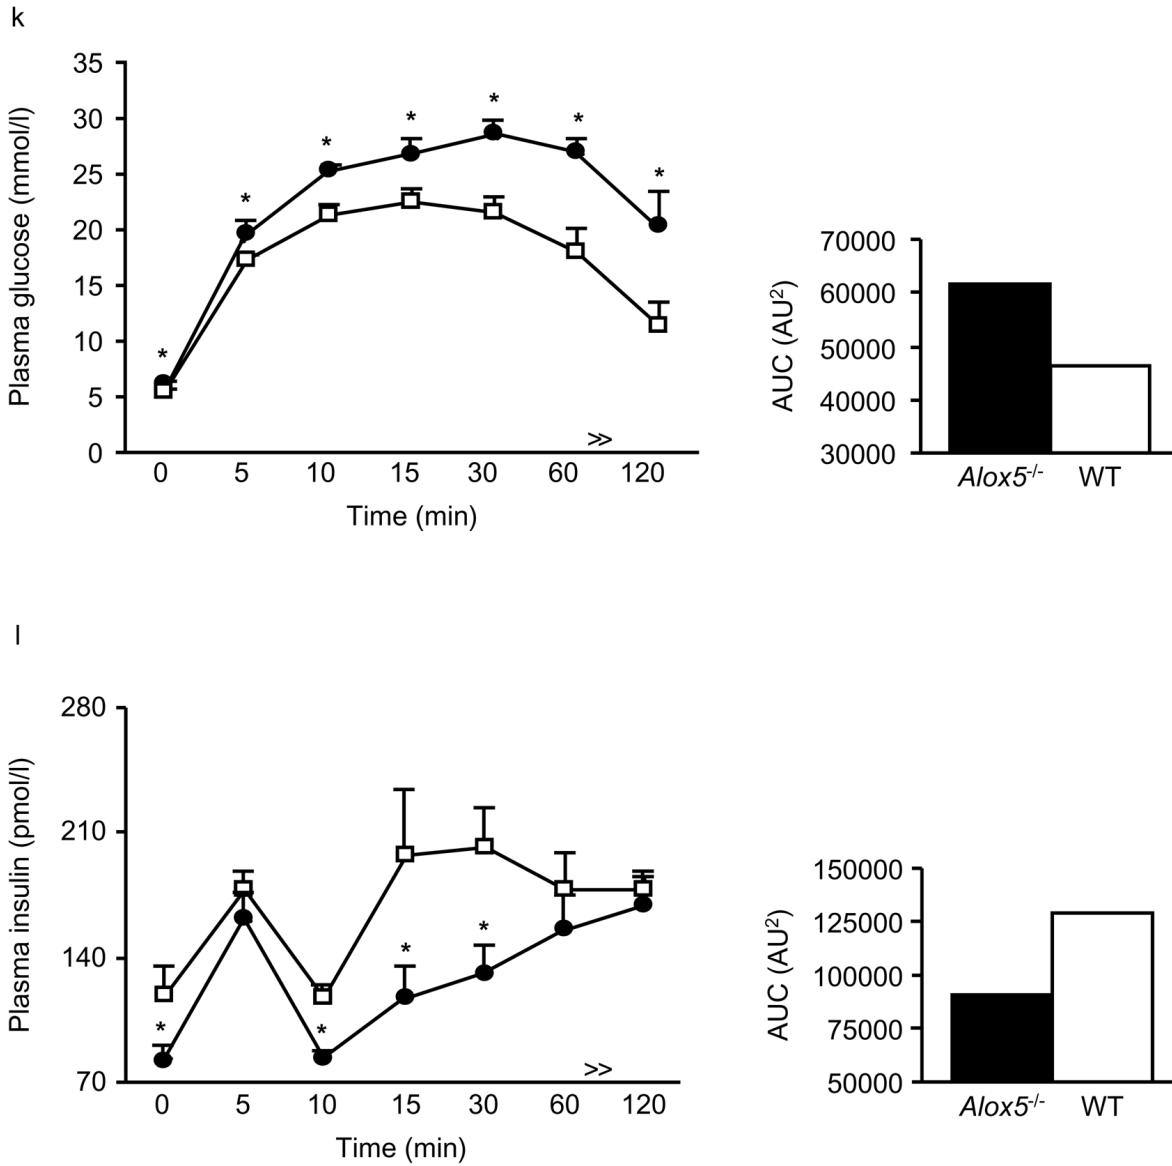 k
Plasma glucose (mmol/l)
35
30
25
20
15
10
5
0
* * * * * * *
>>
0 5 10 15 30 60 120
Time (min)
AUC (AU²)
70000
60000
50000
40000
30000
Alox5-/- WT
l
Plasma insulin (pmol/l)
280
210
140
70
* * * *
>>
0 5 10 15 30 60 120
Time (min)
AUC (AU²)
150000
125000
100000
75000
50000
Alox5-/- WT